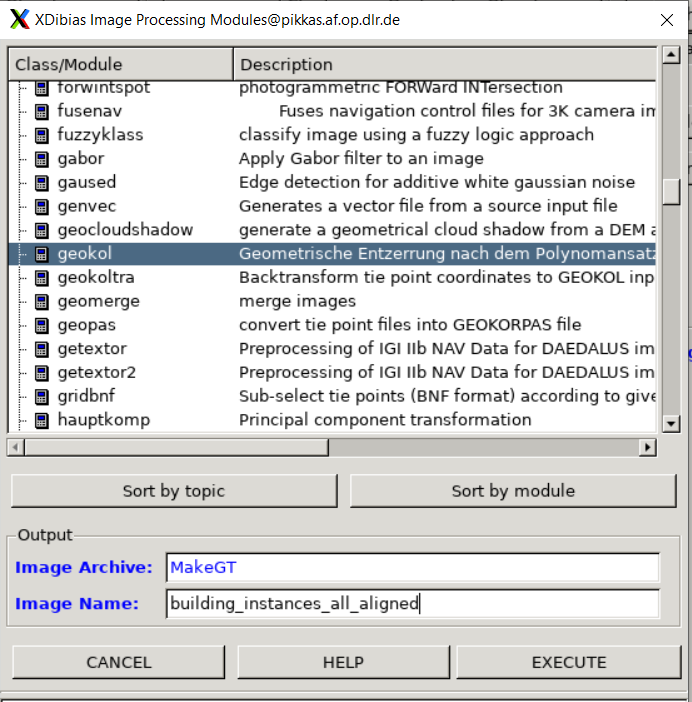 XDibias Image Processing Modules@pikkas.af.op.dlr.de
Class/Module Description
forwintspot photogrammetric FORWard INTersection
fusenav Fuses navigation control files for 3K camera im
fuzzyklass classify image using a fuzzy logic approach
gabor Apply Gabor filter to an image
gaused Edge detection for additive white gaussian noise
genvec Generates a vector file from a source input file
geocloudshadow generate a geometrical cloud shadow from a DEM a
geokol Geometrische Entzerrung nach dem Polynomansatz
geokoltra Backtransform tie point coordinates to GEOKOL inp
geomerge merge images
geopas convert tie point files into GEOKORPAS file
getextor Preprocessing of IGI IIb NAV Data for DAEDALUS im
getextor2 Preprocessing of IGI IIb NAV Data for DAEDALUS im
gridbnf Sub-select tie points (BNF format) according to give
hauptkomp Principal component transformation
Sort by topic Sort by module
Output
Image Archive: MakeGT
Image Name: building_instances_all_aligned
CANCEL HELP EXECUTE